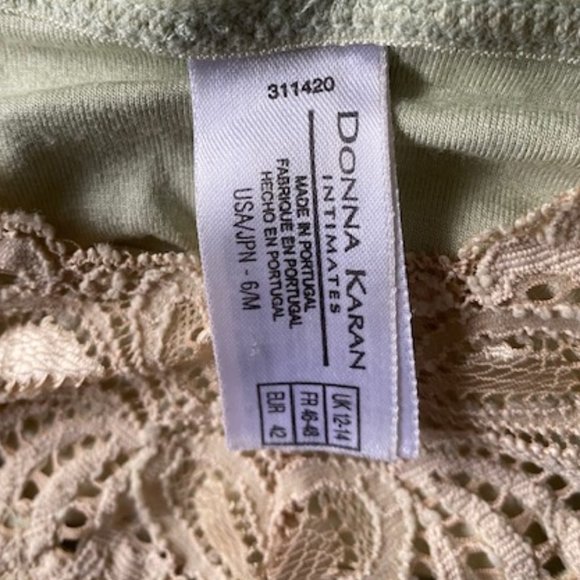 311420
DONNA KARAN
INTIMATES
MADE IN PORTUGAL
FABRIQUE EN PORTUGAL
HECHO EN PORTUGAL
USA/JPN - 6/M
UK 12-14
FR 46-48
EUR 42